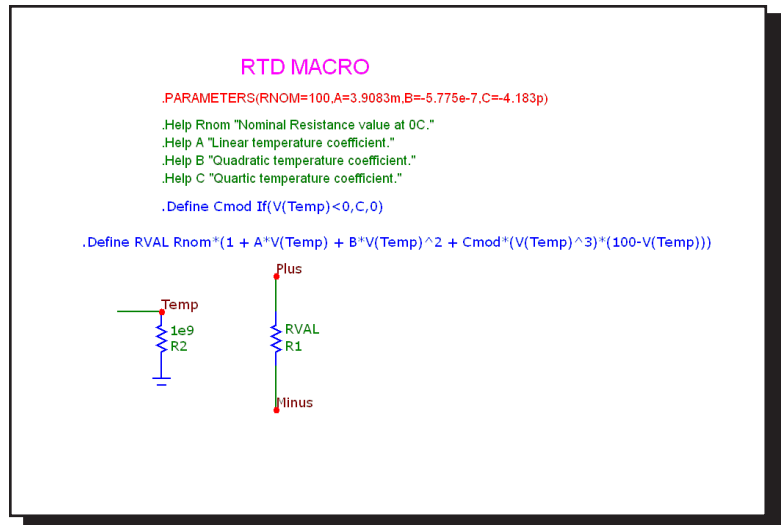 RTD MACRO
.PARAMETERS(RNOM=100,A=3.9083m,B=-5.775e-7,C=-4.183p)
.Help Rnom "Nominal Resistance value at 0C."
.Help A "Linear temperature coefficient."
.Help B "Quadratic temperature coefficient."
.Help C "Quartic temperature coefficient."
.Define Cmod If(V(Temp)<0,C,0)
.Define RVAL Rnom*(1 + A*V(Temp) + B*V(Temp)^2 + Cmod*(V(Temp)^3)*(100-V(Temp)))
Plus
Temp
1e9
R2
RVAL
R1
Minus